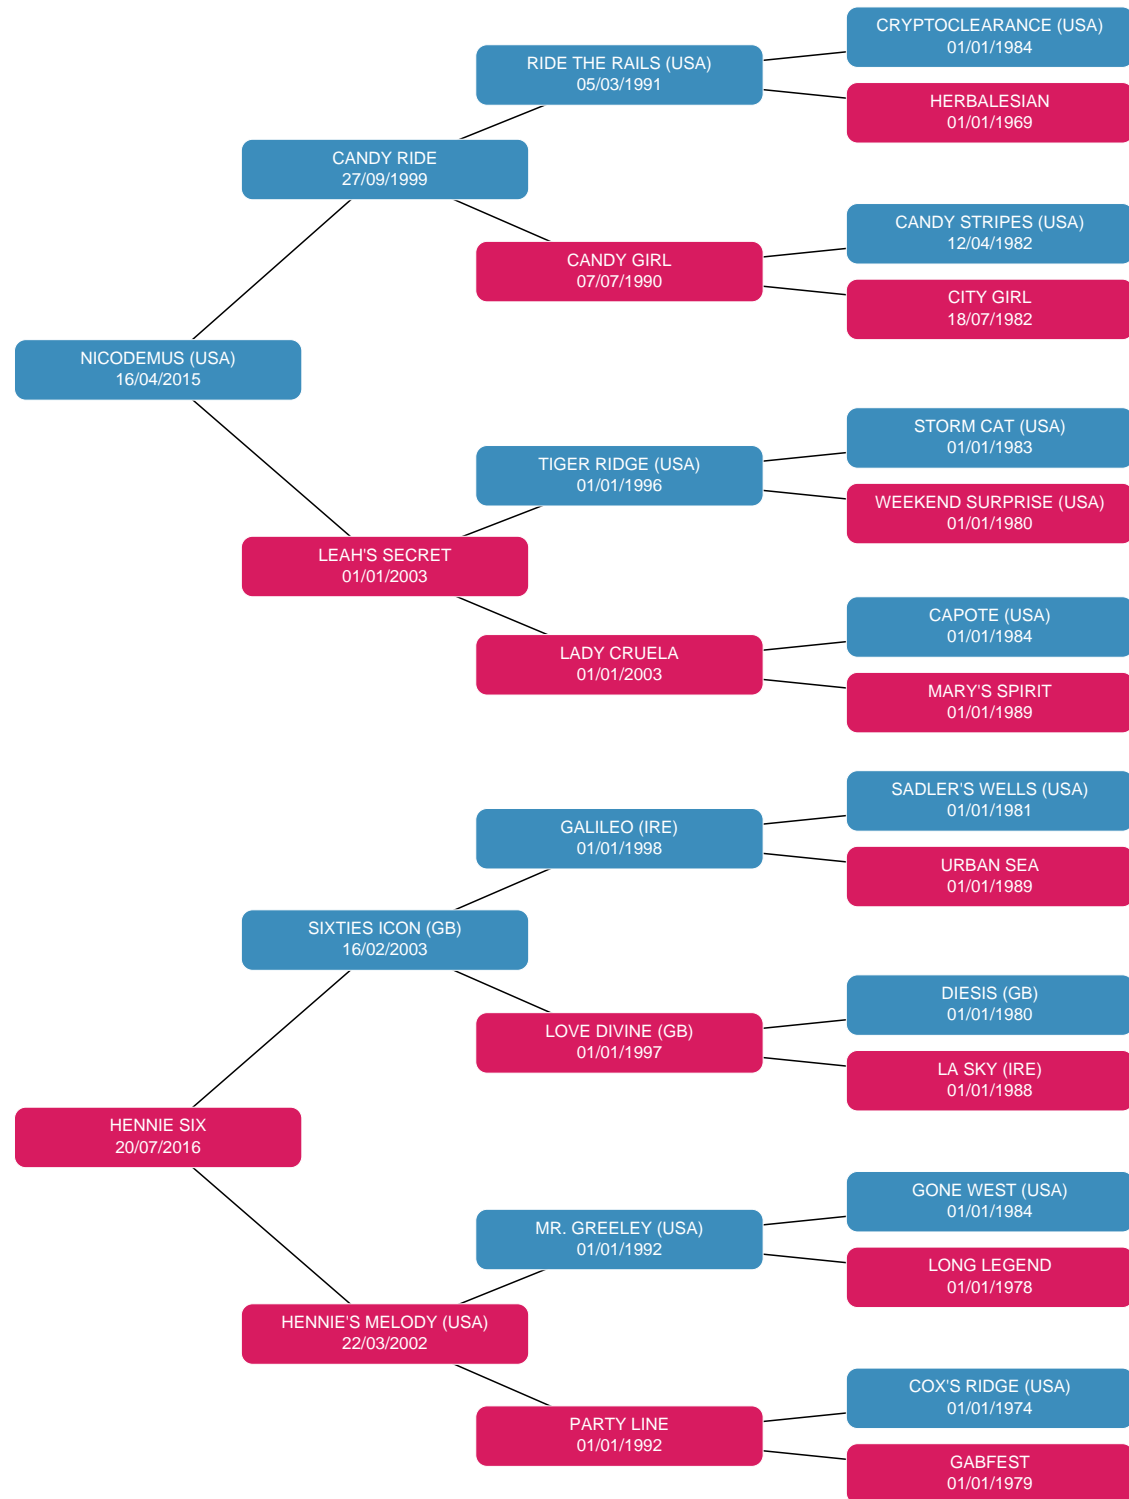 CRYPTOCLEARANCE (USA)
01/01/1984
RIDE THE RAILS (USA)
05/03/1991
HERBALESIAN
01/01/1969
CANDY RIDE
27/09/1999
CANDY STRIPES (USA)
12/04/1982
CANDY GIRL
07/07/1990
CITY GIRL
18/07/1982
NICODEMUS (USA)
16/04/2015
STORM CAT (USA)
01/01/1983
TIGER RIDGE (USA)
01/01/1996
WEEKEND SURPRISE (USA)
01/01/1980
LEAH'S SECRET
01/01/2003
CAPOTE (USA)
01/01/1984
LADY CRUELA
01/01/2003
MARY'S SPIRIT
01/01/1989
SADLER'S WELLS (USA)
01/01/1981
GALILEO (IRE)
01/01/1998
URBAN SEA
01/01/1989
SIXTIES ICON (GB)
16/02/2003
DIESIS (GB)
01/01/1980
LOVE DIVINE (GB)
01/01/1997
LA SKY (IRE)
01/01/1988
HENNIE SIX
20/07/2016
GONE WEST (USA)
01/01/1984
MR. GREELEY (USA)
01/01/1992
LONG LEGEND
01/01/1978
HENNIE'S MELODY (USA)
22/03/2002
COX'S RIDGE (USA)
01/01/1974
PARTY LINE
01/01/1992
GABFEST
01/01/1979